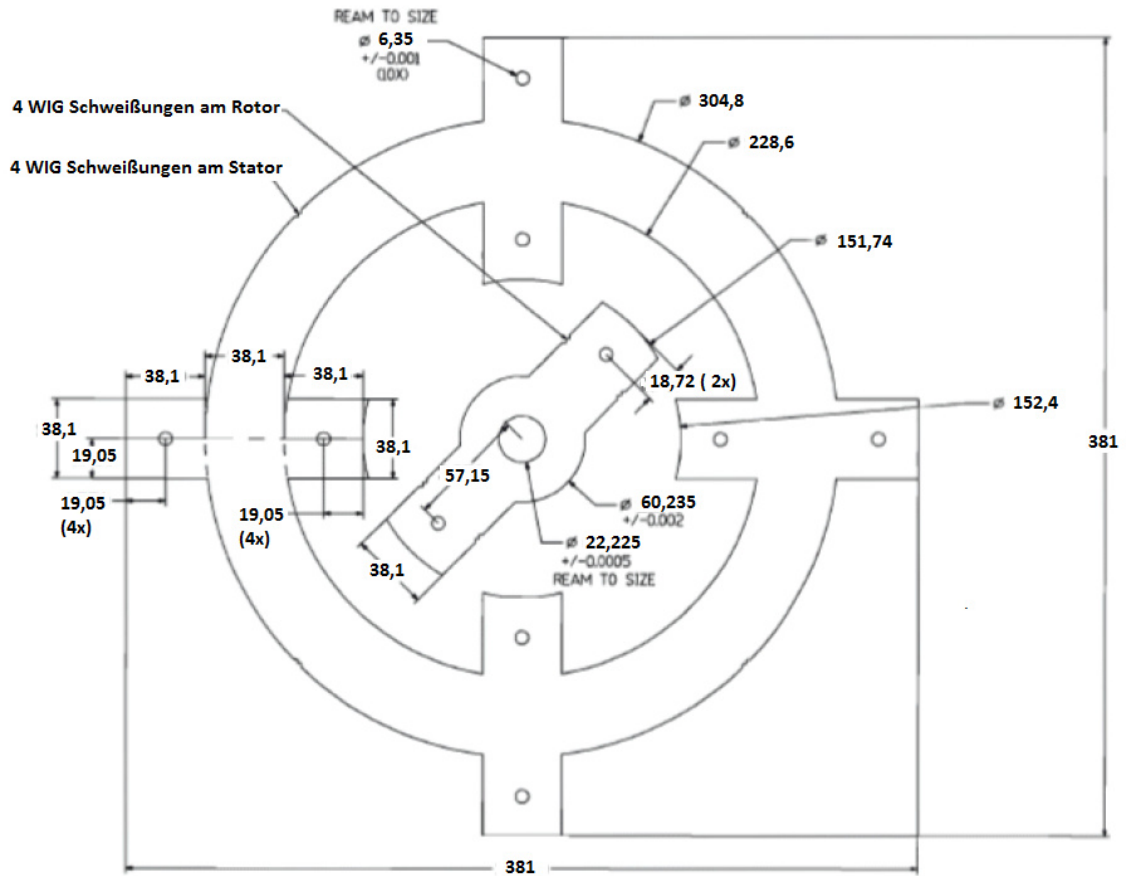 REAM TO SIZE
⌀ 6,35
+/-0.001
(10X)
4 WIG Schweißungen am Rotor
4 WIG Schweißungen am Stator
⌀ 304,8
⌀ 228,6
⌀ 151,74
38,1
38,1
38,1
18,72 ( 2x)
⌀ 152,4
38,1
38,1
19,05
381
57,15
19,05
(4x)
19,05
(4x)
⌀ 60,235
+/-0.002
⌀ 22,225
+/-0.0005
REAM TO SIZE
38,1
381